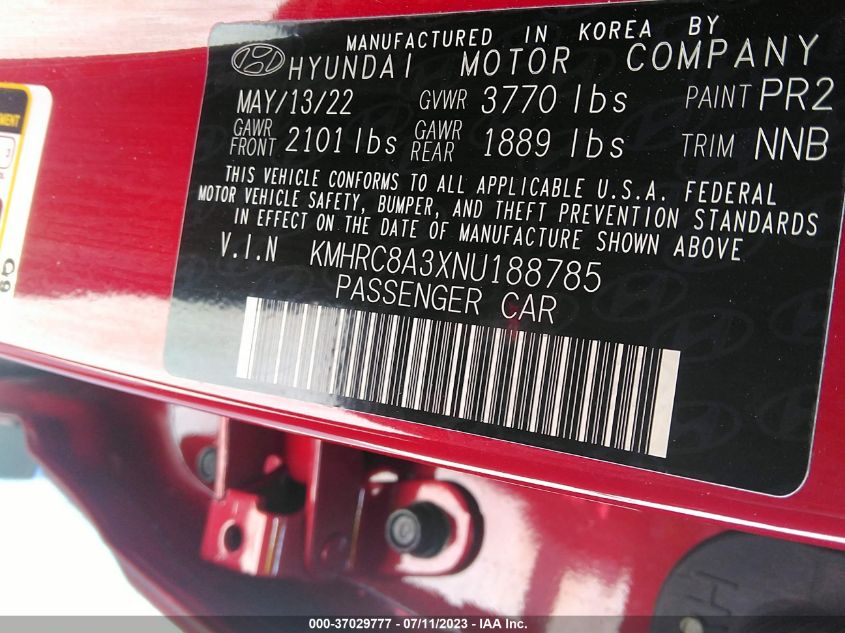 MANUFACTURED IN KOREA BY
HYUNDAI MOTOR COMPANY
MAY/13/22 GVWR 3770 lbs PAINT PR2
GAWR FRONT 2101 lbs GAWR REAR 1889 lbs TRIM NNB
THIS VEHICLE CONFORMS TO ALL APPLICABLE U.S.A. FEDERAL
MOTOR VEHICLE SAFETY, BUMPER, AND THEFT PREVENTION STANDARDS
IN EFFECT ON THE DATE OF MANUFACTURE SHOWN ABOVE
V.I.N KMHRC8A3XNU188785
PASSENGER CAR
000-37029777 - 07/11/2023 - IAA Inc.